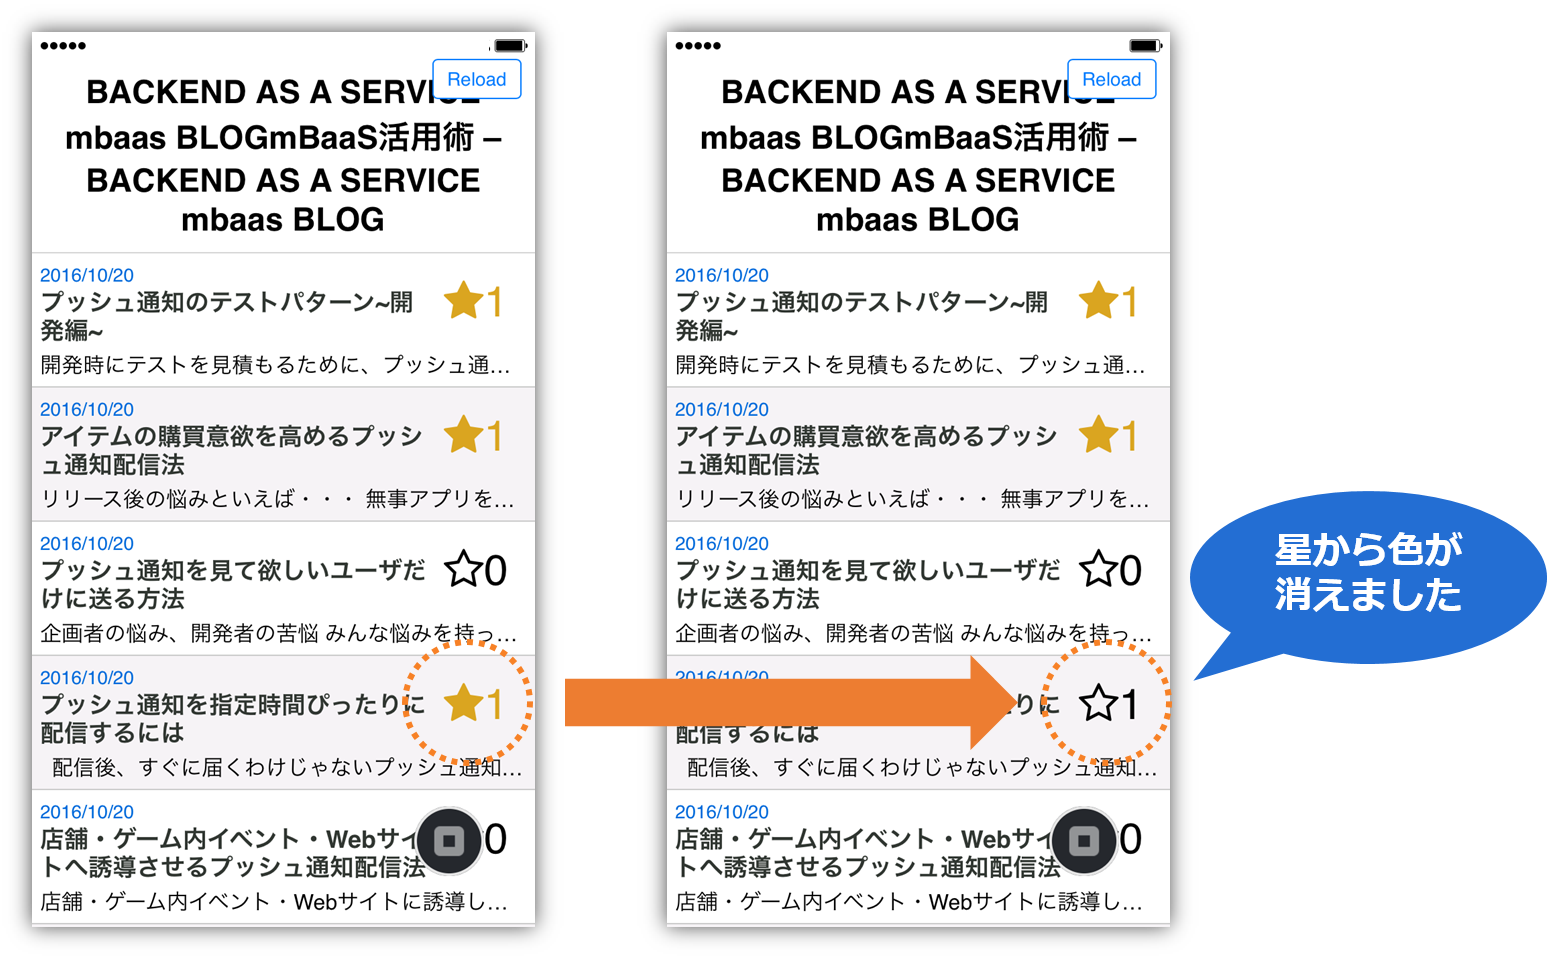 Reload
BACKEND AS A SERVICE
mbaas BLOGmBaaS活用術 –
BACKEND AS A SERVICE
mbaas BLOG
2016/10/20
プッシュ通知のテストパターン~開
発編~
★1
開発時にテストを見積もるために、プッシュ通…
2016/10/20
アイテムの購買意欲を高めるプッシ
ュ通知配信法
★1
リリース後の悩みといえば・・・ 無事アプリを…
2016/10/20
プッシュ通知を見て欲しいユーザだ
けに送る方法
☆0
企画者の悩み、開発者の苦悩 みんな悩みを持っ…
2016/10/20
プッシュ通知を指定時間ぴったりに
配信するには
★1
配信後、すぐに届くわけじゃないプッシュ通知…
2016/10/20
店舗・ゲーム内イベント・Webサイ
トへ誘導させるプッシュ通知配信法
0
店舗・ゲーム内イベント・Webサイトに誘導し…
Reload
BACKEND AS A SERVICE
mbaas BLOGmBaaS活用術 –
BACKEND AS A SERVICE
mbaas BLOG
2016/10/20
プッシュ通知のテストパターン~開
発編~
★1
開発時にテストを見積もるために、プッシュ通…
2016/10/20
アイテムの購買意欲を高めるプッシ
ュ通知配信法
★1
リリース後の悩みといえば・・・ 無事アプリを…
2016/10/20
プッシュ通知を見て欲しいユーザだ
けに送る方法
☆0
企画者の悩み、開発者の苦悩 みんな悩みを持っ…
2016/10/20
りに
配信するには
☆1
配信後、すぐに届くわけじゃないプッシュ通知…
2016/10/20
店舗・ゲーム内イベント・Webサイ
トへ誘導させるプッシュ通知配信法
0
店舗・ゲーム内イベント・Webサイトに誘導し…
星から色が
消えました